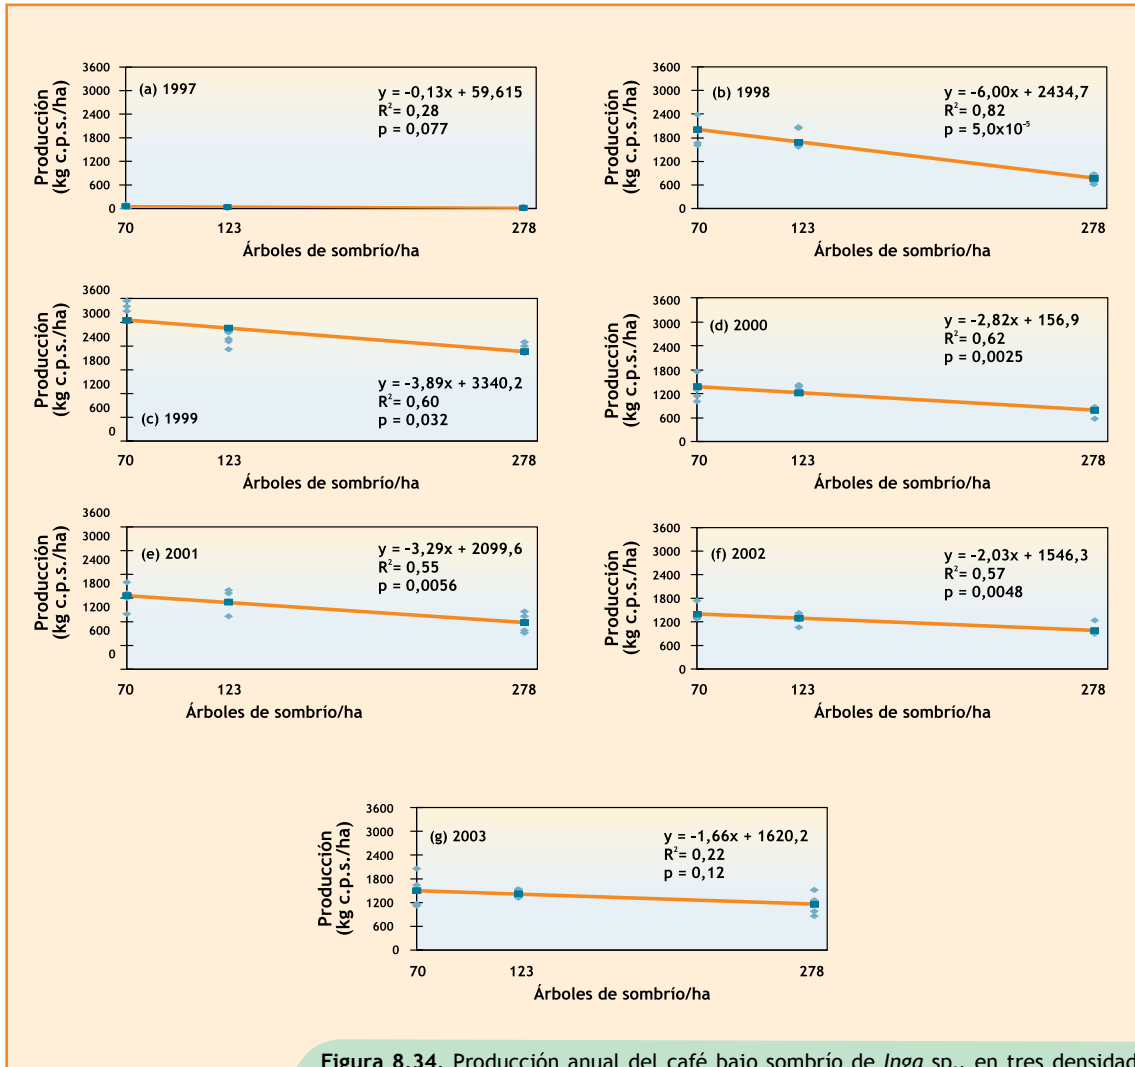 Producción
(kg c.p.s./ha)
3600
3000
2400
1800
1200
600
0
(a) 1997
y = -0,13x + 59,615
R²= 0,28
p = 0,077
70
123
278
Árboles de sombrío/ha
Producción
(kg c.p.s./ha)
3600
3000
2400
1800
1200
600
0
(b) 1998
y = -6,00x + 2434,7
R²= 0,82
p = 5,0x10⁻⁵
70
123
278
Árboles de sombrío/ha
Producción
(kg c.p.s./ha)
3600
3000
2400
1800
1200
600
0
y = -3,89x + 3340,2
R²= 0,60
p = 0,032
(c) 1999
70
123
278
Árboles de sombrío/ha
Producción
(kg c.p.s./ha)
3600
3000
2400
1800
1200
600
0
(d) 2000
y = -2,82x + 156,9
R²= 0,62
p = 0,0025
70
123
278
Árboles de sombrío/ha
Producción
(kg c.p.s./ha)
3600
3000
2400
1800
1200
600
0
(e) 2001
y = -3,29x + 2099,6
R²= 0,55
p = 0,0056
70
123
278
Árboles de sombrío/ha
Producción
(kg c.p.s./ha)
3600
3000
2400
1800
1200
600
0
(f) 2002
y = -2,03x + 1546,3
R²= 0,57
p = 0,0048
70
123
278
Árboles de sombrío/ha
Producción
(kg c.p.s./ha)
3600
3000
2400
1800
1200
600
0
(g) 2003
y = -1,66x + 1620,2
R²= 0,22
p = 0,12
70
123
278
Árboles de sombrío/ha
Figura 8.34. Producción anual del café bajo sombrío de Inga sp., en tres densidad